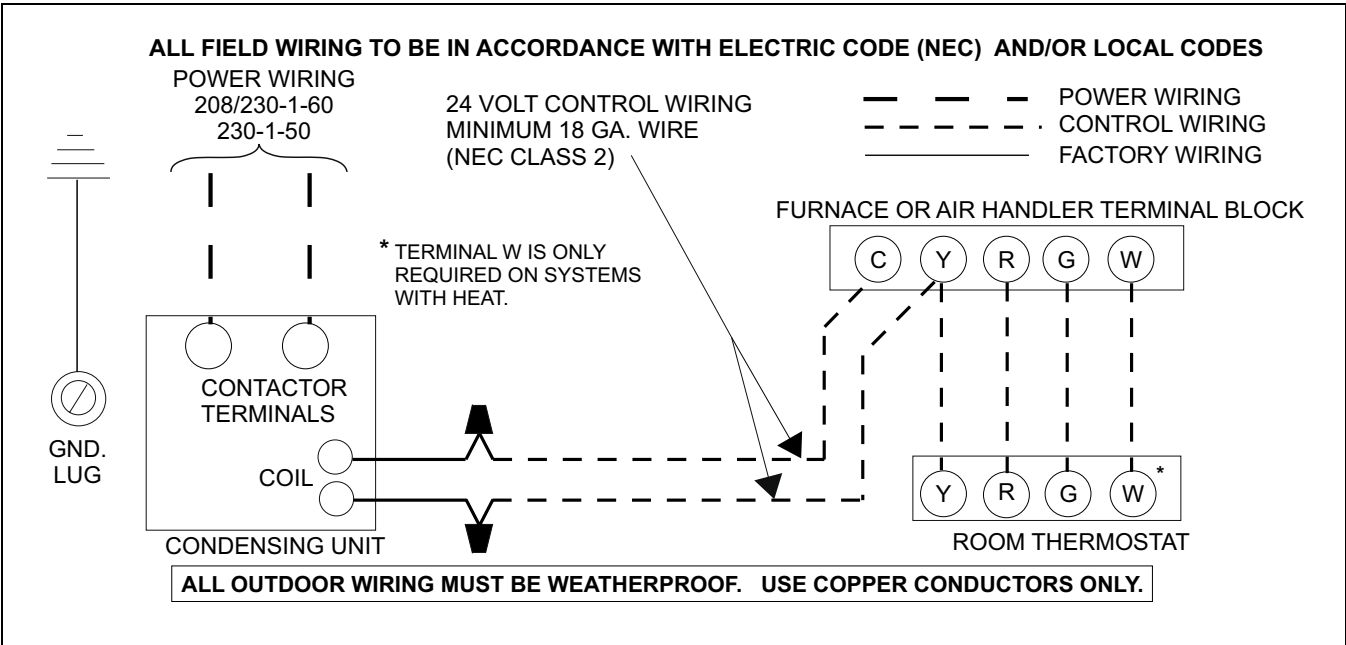 ALL FIELD WIRING TO BE IN ACCORDANCE WITH ELECTRIC CODE (NEC) AND/OR LOCAL CODES
POWER WIRING
208/230-1-60
230-1-50
24 VOLT CONTROL WIRING
MINIMUM 18 GA. WIRE
(NEC CLASS 2)
POWER WIRING
CONTROL WIRING
FACTORY WIRING
FURNACE OR AIR HANDLER TERMINAL BLOCK
C Y R G W
* TERMINAL W IS ONLY
REQUIRED ON SYSTEMS
WITH HEAT.
CONTACTOR
TERMINALS
GND.
LUG
COIL
Y R G W *
CONDENSING UNIT
ROOM THERMOSTAT
ALL OUTDOOR WIRING MUST BE WEATHERPROOF. USE COPPER CONDUCTORS ONLY.